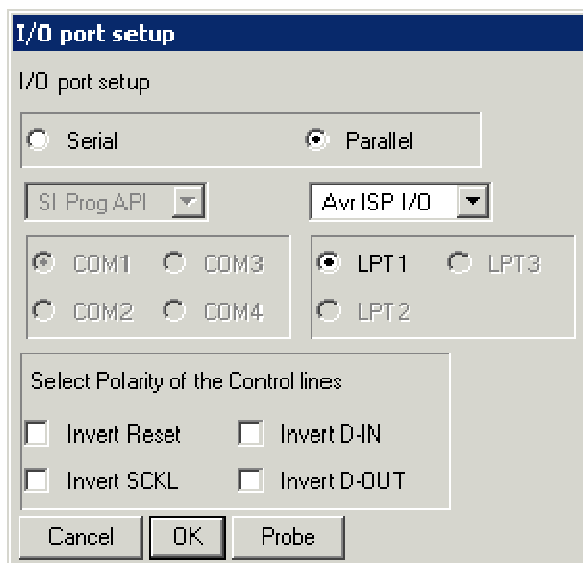 I/O port setup
I/O port setup
Serial Parallel
SI Prog API Avr ISP I/O
COM1 COM3 LPT1 LPT3
COM2 COM4 LPT2
Select Polarity of the Control lines
Invert Reset Invert D-IN
Invert SCKL Invert D-OUT
Cancel OK Probe